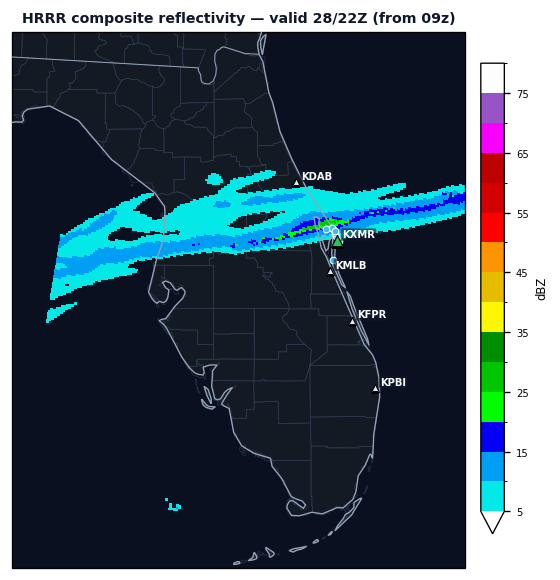 HRRR composite reflectivity — valid 28/22Z (from 09z)
KDAB
KXMR
KMLB
KFPR
KPBI
75
65
55
45
35
25
15
5
dBZ